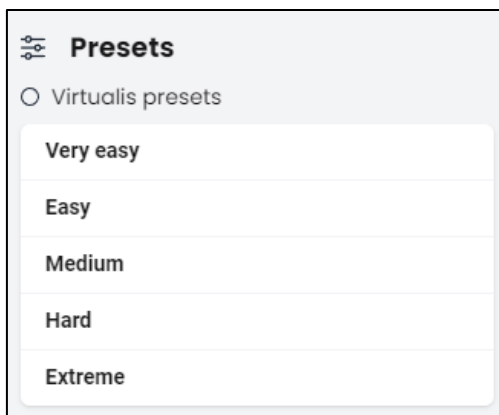 Presets
Virtualis presets
Very easy
Easy
Medium
Hard
Extreme